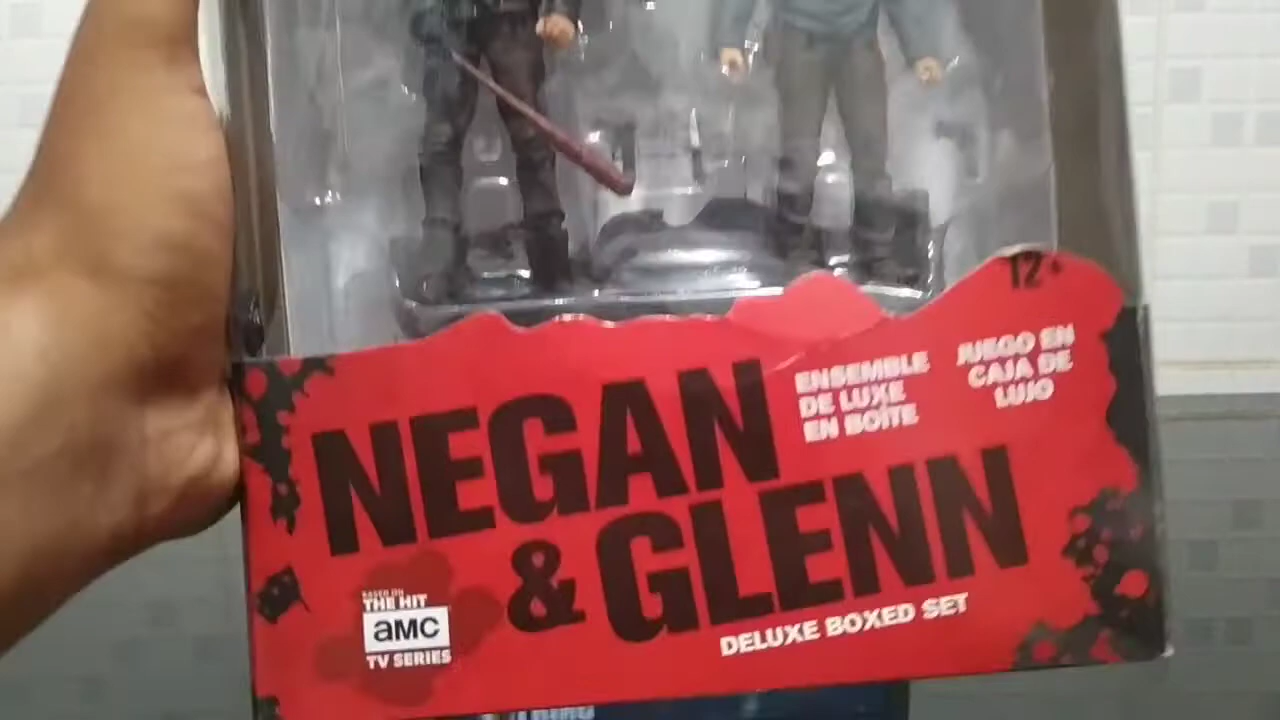 12+
NEGAN
& GLENN
ENSEMBLE
DE LUXE
EN BOÎTE
JUEGO EN
CAJA DE
LUJO
DELUXE BOXED SET
BASED ON
THE HIT
aMC
TV SERIES